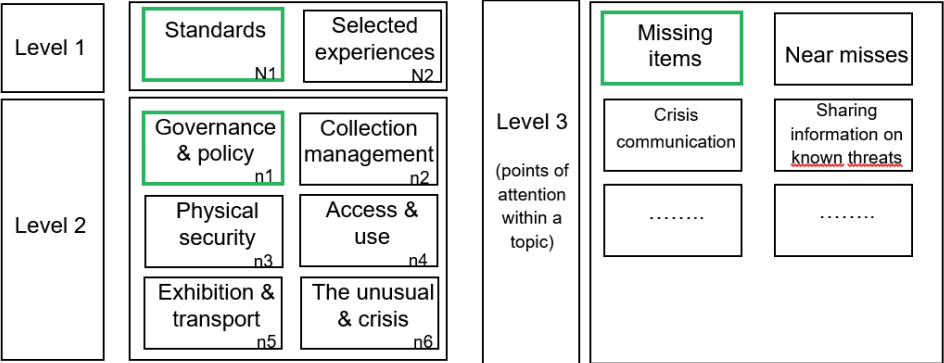 Level 1
Standards
N1
Selected
experiences
N2
Level 2
Governance
& policy
n1
Collection
management
n2
Physical
security
n3
Access &
use
n4
Exhibition &
transport
n5
The unusual
& crisis
n6
Level 3
(points of
attention
within a
topic)
Missing
items
Near misses
Crisis
communication
Sharing
information on
known threats
........
........